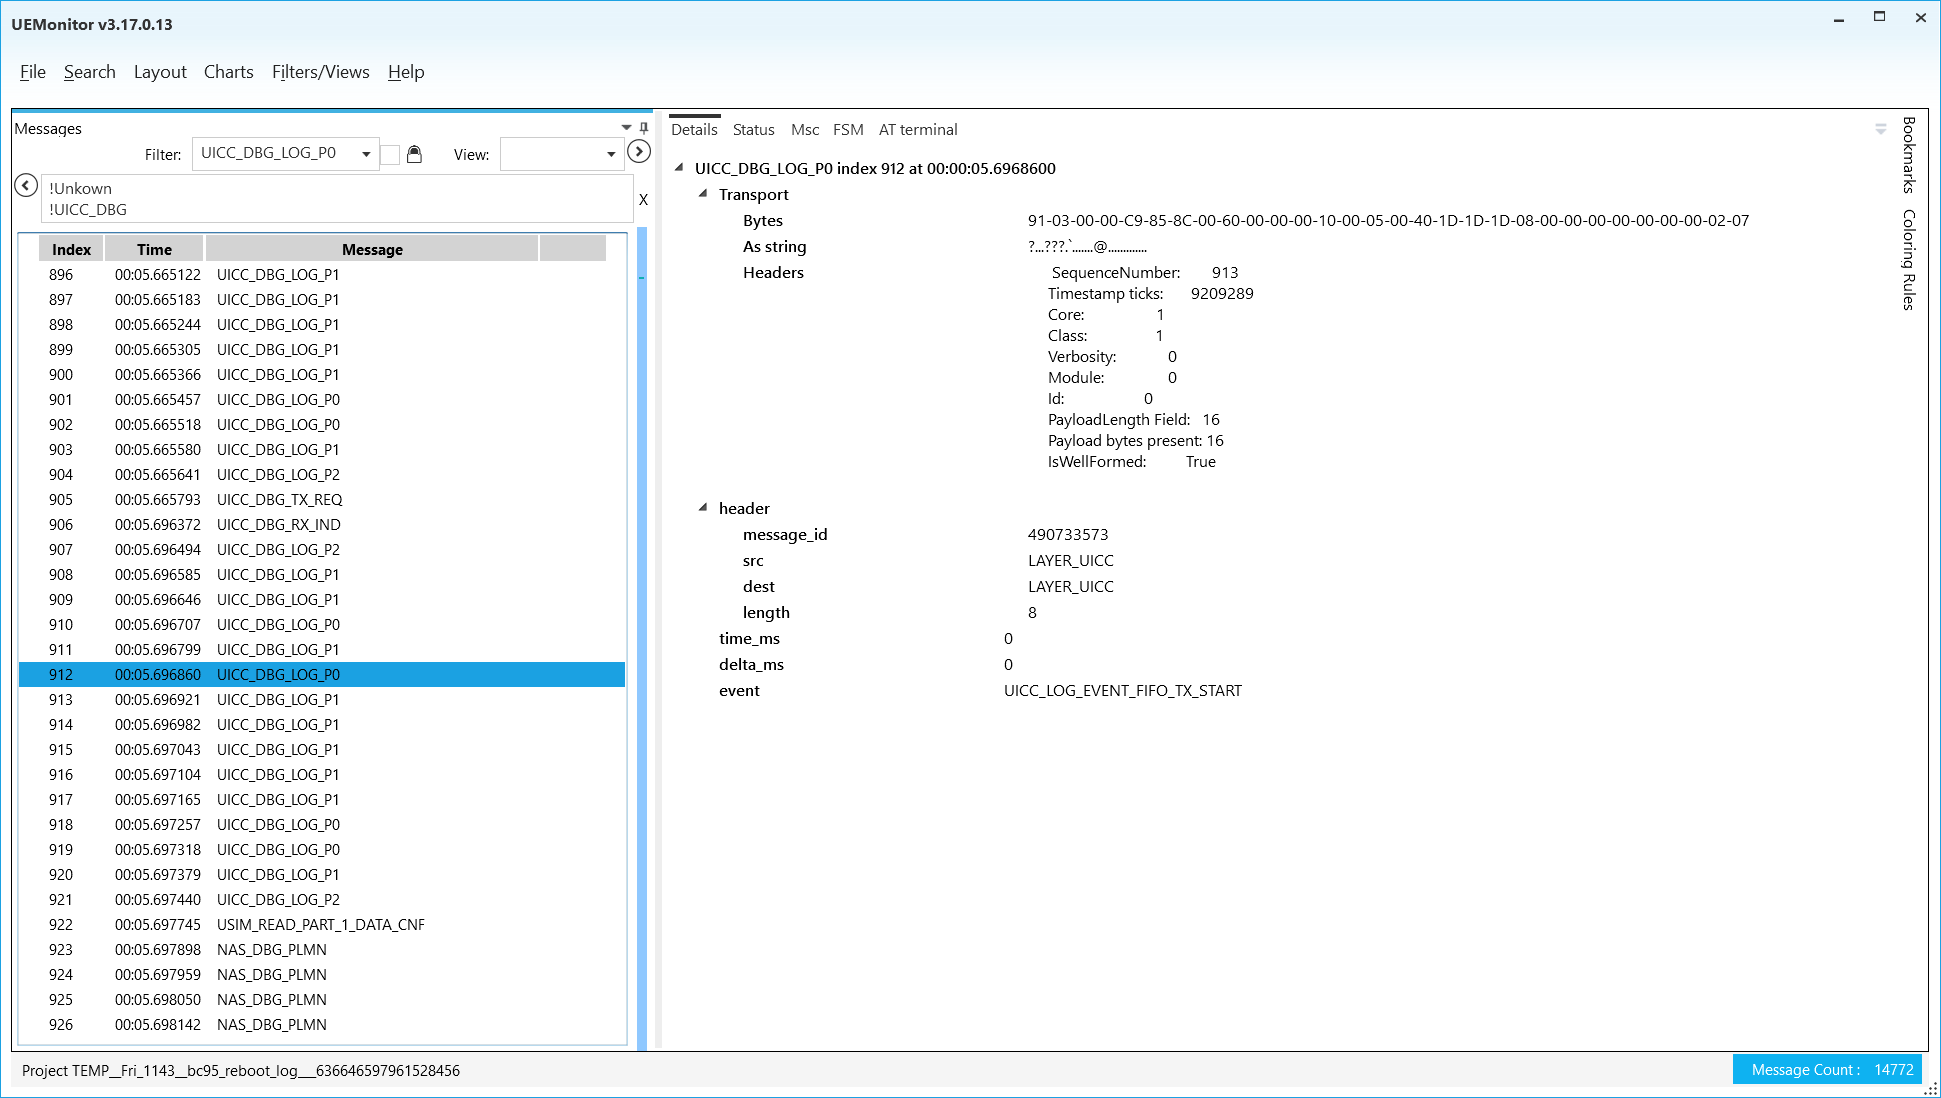 UEMonitor v3.17.0.13
File Search Layout Charts Filters/Views Help
Messages
Filter: UICC_DBG_LOG_P0 View:
!Unkown
!UICC_DBG
X
Index Time Message
896 00:05.665122 UICC_DBG_LOG_P1
897 00:05.665183 UICC_DBG_LOG_P1
898 00:05.665244 UICC_DBG_LOG_P1
899 00:05.665305 UICC_DBG_LOG_P1
900 00:05.665366 UICC_DBG_LOG_P1
901 00:05.665457 UICC_DBG_LOG_P0
902 00:05.665518 UICC_DBG_LOG_P0
903 00:05.665580 UICC_DBG_LOG_P1
904 00:05.665641 UICC_DBG_LOG_P2
905 00:05.665793 UICC_DBG_TX_REQ
906 00:05.696372 UICC_DBG_RX_IND
907 00:05.696494 UICC_DBG_LOG_P2
908 00:05.696585 UICC_DBG_LOG_P1
909 00:05.696646 UICC_DBG_LOG_P1
910 00:05.696707 UICC_DBG_LOG_P0
911 00:05.696799 UICC_DBG_LOG_P1
912 00:05.696860 UICC_DBG_LOG_P0
913 00:05.696921 UICC_DBG_LOG_P1
914 00:05.696982 UICC_DBG_LOG_P1
915 00:05.697043 UICC_DBG_LOG_P1
916 00:05.697104 UICC_DBG_LOG_P1
917 00:05.697165 UICC_DBG_LOG_P1
918 00:05.697257 UICC_DBG_LOG_P0
919 00:05.697318 UICC_DBG_LOG_P0
920 00:05.697379 UICC_DBG_LOG_P1
921 00:05.697440 UICC_DBG_LOG_P2
922 00:05.697745 USIM_READ_PART_1_DATA_CNF
923 00:05.697898 NAS_DBG_PLMN
924 00:05.697959 NAS_DBG_PLMN
925 00:05.698050 NAS_DBG_PLMN
926 00:05.698142 NAS_DBG_PLMN
Details Status Msc FSM AT terminal
UICC_DBG_LOG_P0 index 912 at 00:00:05.6968600
Transport
Bytes 91-03-00-00-C9-85-8C-00-60-00-00-00-10-00-05-00-40-1D-1D-1D-08-00-00-00-00-00-00-00-02-07
As string ?...???.`.......@.............
Headers SequenceNumber: 913
Timestamp ticks: 9209289
Core: 1
Class: 1
Verbosity: 0
Module: 0
Id: 0
PayloadLength Field: 16
Payload bytes present: 16
IsWellFormed: True
header
message_id 490733573
src LAYER_UICC
dest LAYER_UICC
length 8
time_ms 0
delta_ms 0
event UICC_LOG_EVENT_FIFO_TX_START
Bookmarks
Coloring Rules
Project TEMP__Fri_1143__bc95_reboot_log___636646597961528456
Message Count : 14772